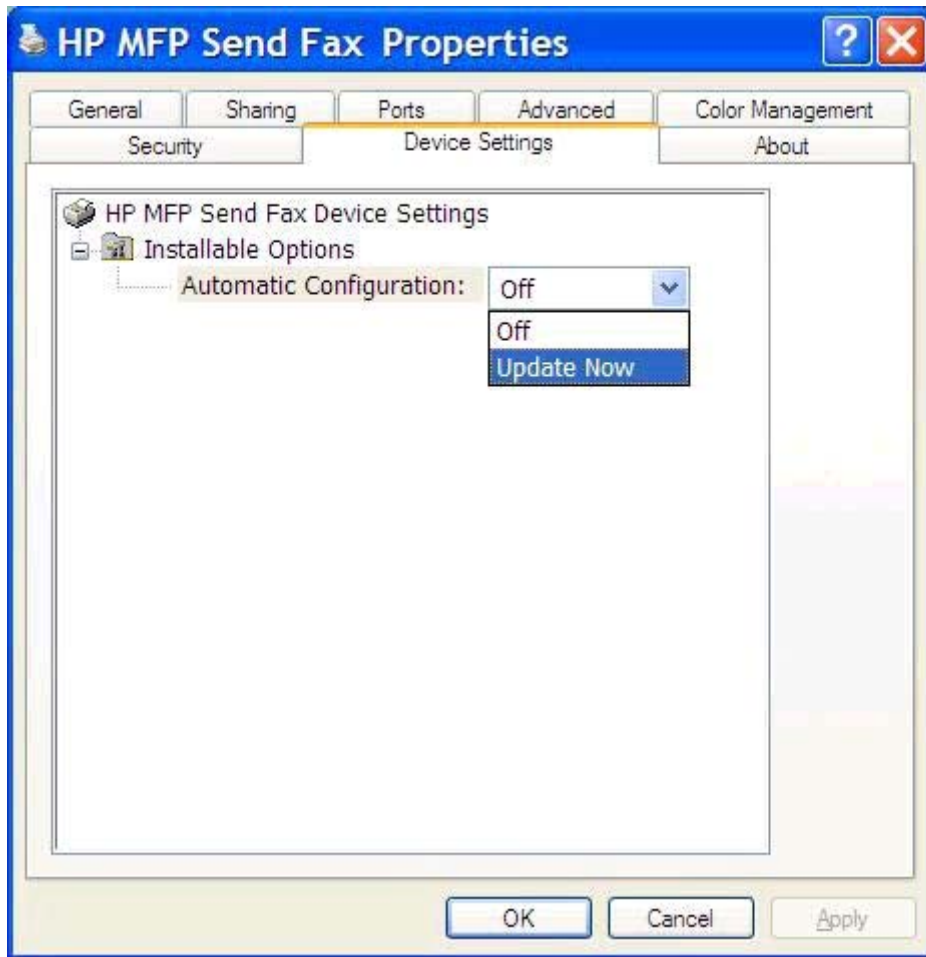 HP MFP Send Fax Properties
General Sharing Ports Advanced Color Management
Security Device Settings About
HP MFP Send Fax Device Settings
Installable Options
Automatic Configuration: Off
Off
Update Now
OK Cancel Apply